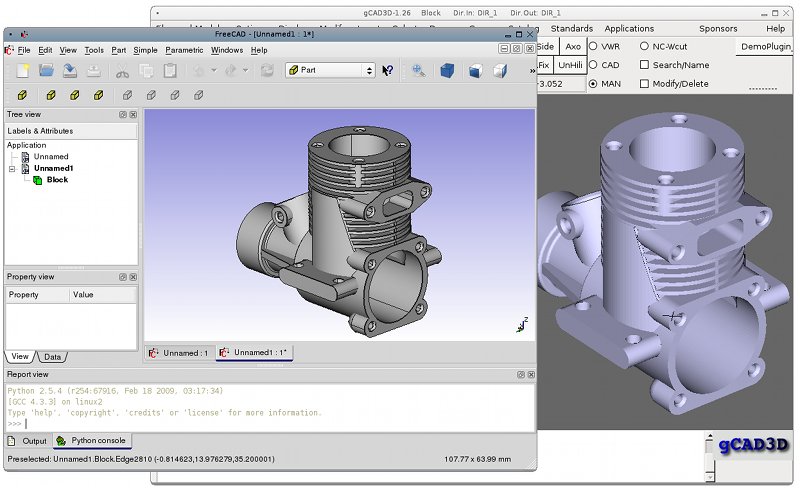 gCAD3D-1.26 Block Dir.In: DIR_1 Dir.Out: DIR_1
Standards Applications Sponsors Help
Side Axo VWR NC-Wcut DemoPlugin_
Fix UnHili CAD Search/Name
3.052 MAN Modify/Delete
FreeCAD - [Unnamed1 : 1*]
File Edit View Tools Part Simple Parametric Windows Help
Part
Tree view
Labels & Attributes
Application
Unnamed
Unnamed1
Block
Property view
Property Value
View Data
Z
Unnamed : 1 Unnamed1 : 1*
Report view
Python 2.5.4 (r254:67916, Feb 18 2009, 03:17:34)
[GCC 4.3.3] on linux2
Type 'help', 'copyright', 'credits' or 'license' for more information.
>>>
Output Python console
Preselected: Unnamed1.Block.Edge2810 (-0.814623,13.976279,35.200001) 107.77 x 63.99 mm
gCAD3D